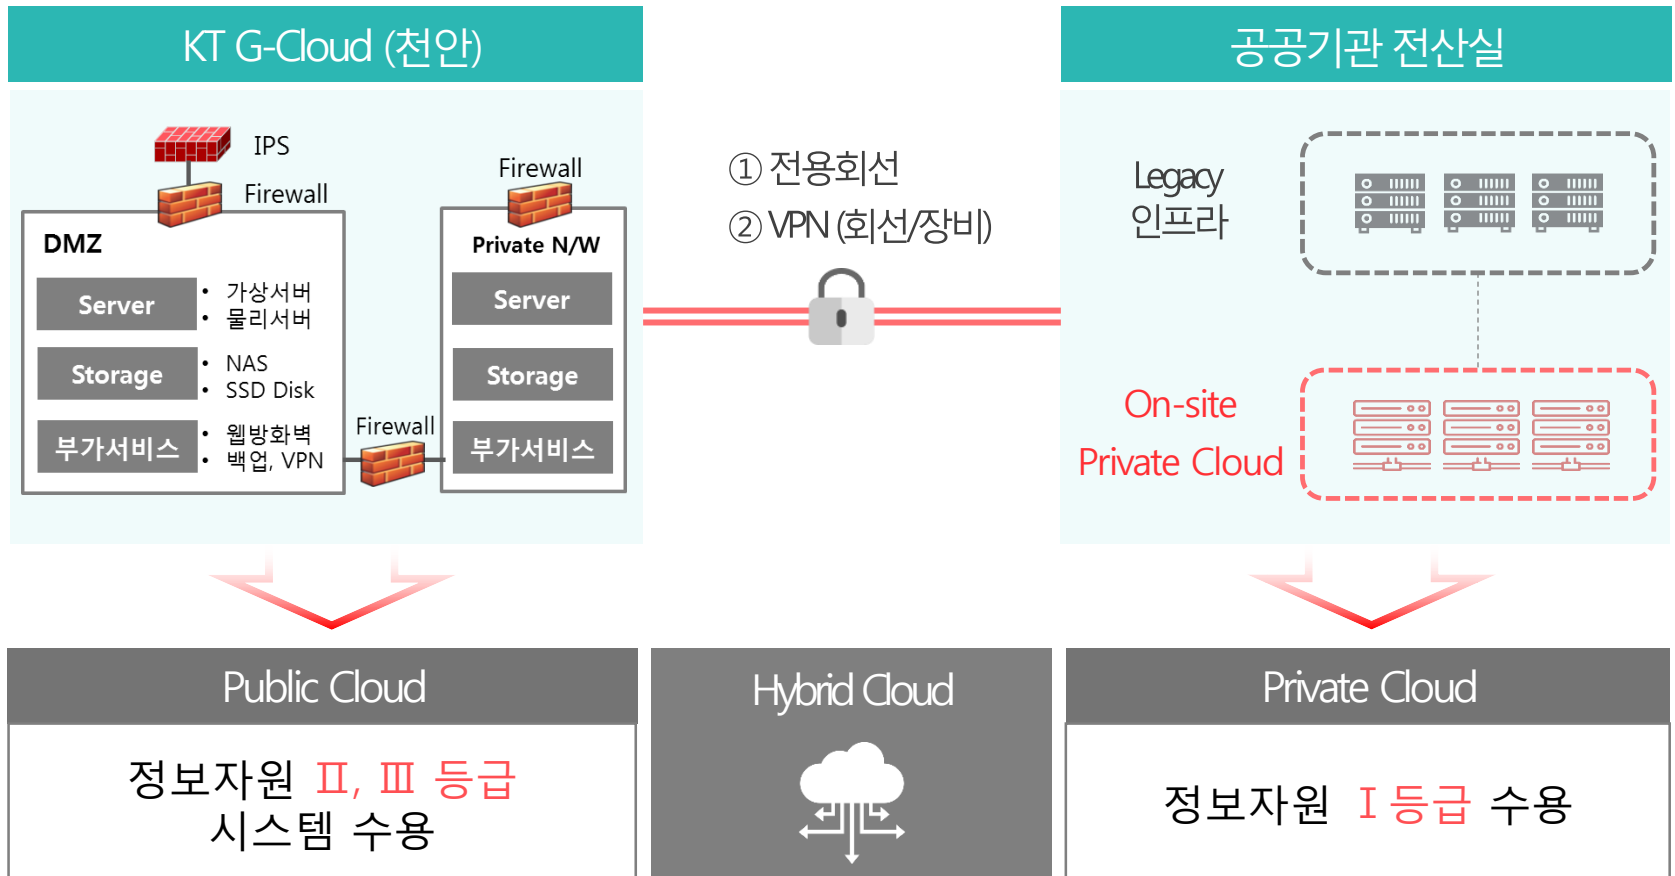 KT G-Cloud (천안)
IPS
Firewall
DMZ
Server
• 가상서버
• 물리서버
Storage
• NAS
• SSD Disk
부가서비스
• 웹방화벽
• 백업, VPN
Firewall
Firewall
Private N/W
Server
Storage
부가서비스
① 전용회선
② VPN (회선/장비)
공공기관 전산실
Legacy
인프라
On-site
Private Cloud
Public Cloud
정보자원 Ⅱ, Ⅲ 등급
시스템 수용
Hybrid Cloud
Private Cloud
정보자원 Ⅰ등급 수용